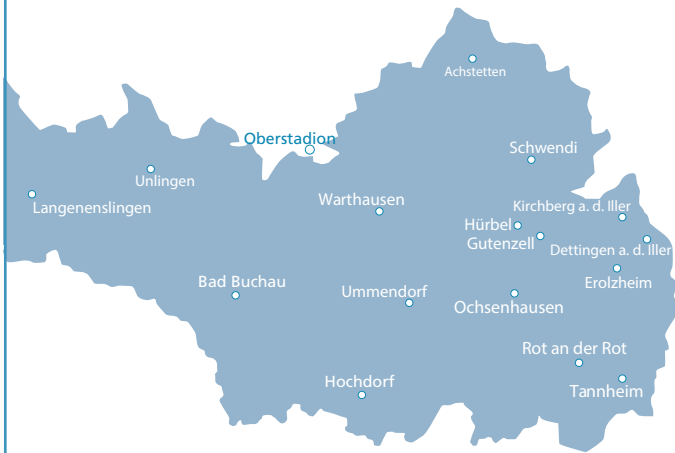 Achstetten
Oberstadion
Schwendi
Unlingen
Warthausen
Langenenslingen
Kirchberg a. d. Iller
Hürbel
Gutenzell
Dettingen a. d. Iller
Bad Buchau
Erolzheim
Ummendorf
Ochsenhausen
Rot an der Rot
Hochdorf
Tannheim